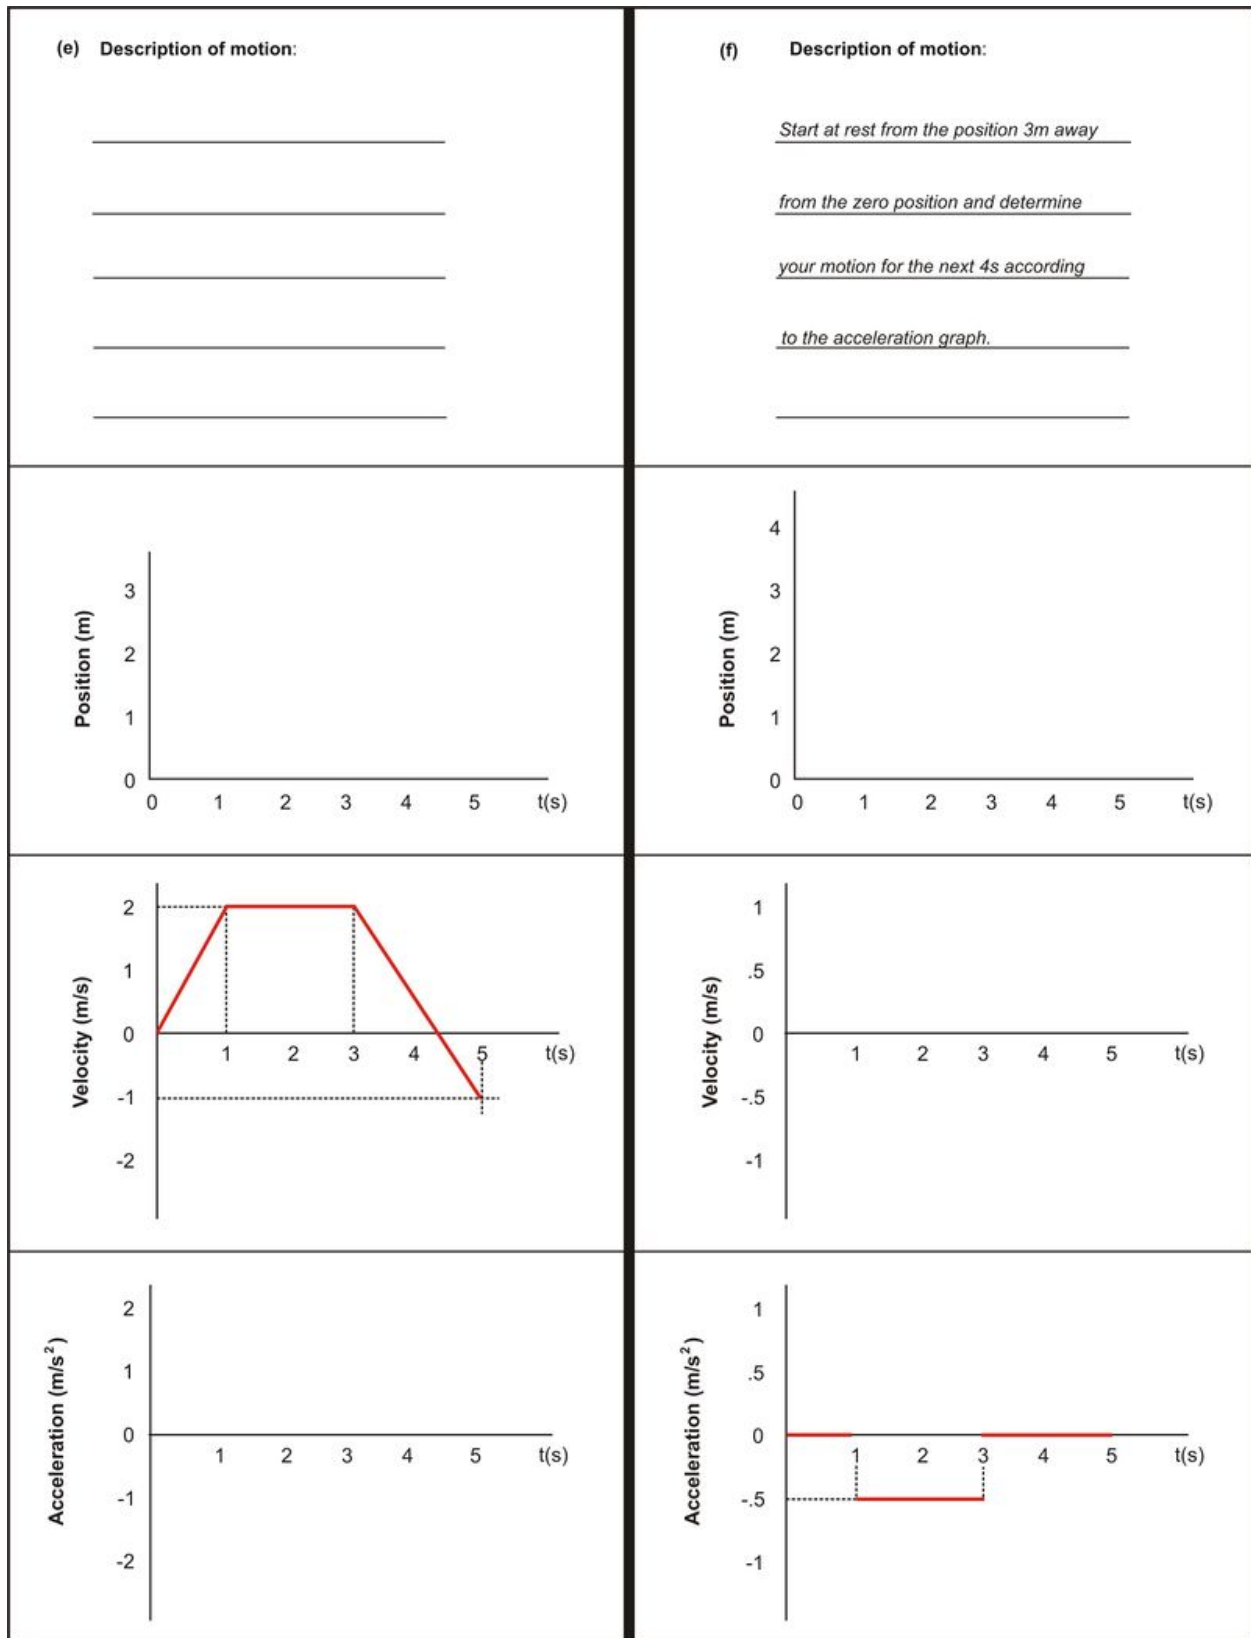 (e) Description of motion:
Position (m)
3
2
1
0
0 1 2 3 4 5 t(s)
Velocity (m/s)
2
1
0
-1
-2
1 2 3 4 5 t(s)
Acceleration (m/s²)
2
1
0
-1
-2
1 2 3 4 5 t(s)
(f) Description of motion:
Start at rest from the position 3m away
from the zero position and determine
your motion for the next 4s according
to the acceleration graph.
Position (m)
4
3
2
1
0
0 1 2 3 4 5 t(s)
Velocity (m/s)
1
.5
0
-.5
-1
1 2 3 4 5 t(s)
Acceleration (m/s²)
1
.5
0
-.5
-1
1 2 3 4 5 t(s)